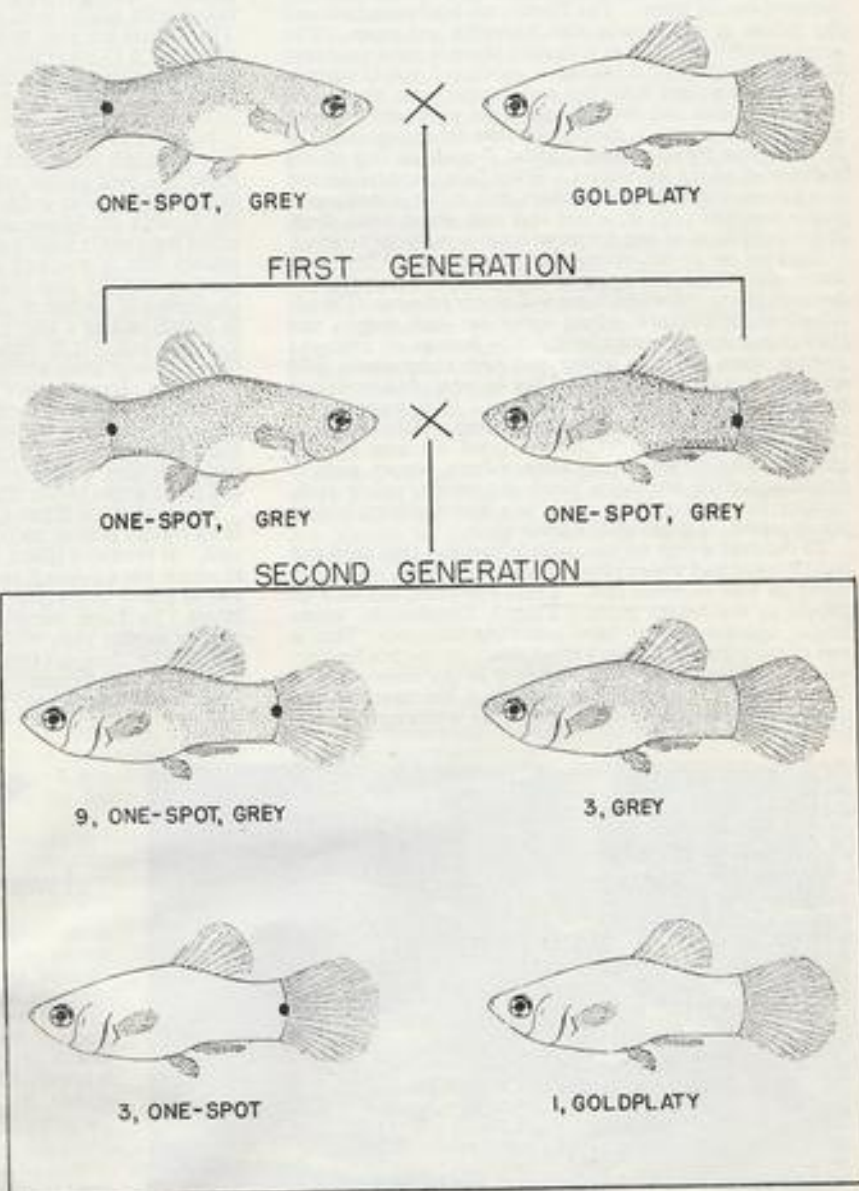 ONE-SPOT, GREY
GOLDPLATY
FIRST GENERATION
ONE-SPOT, GREY
ONE-SPOT, GREY
SECOND GENERATION
9, ONE-SPOT, GREY
3, GREY
3, ONE-SPOT
1, GOLDPLATY